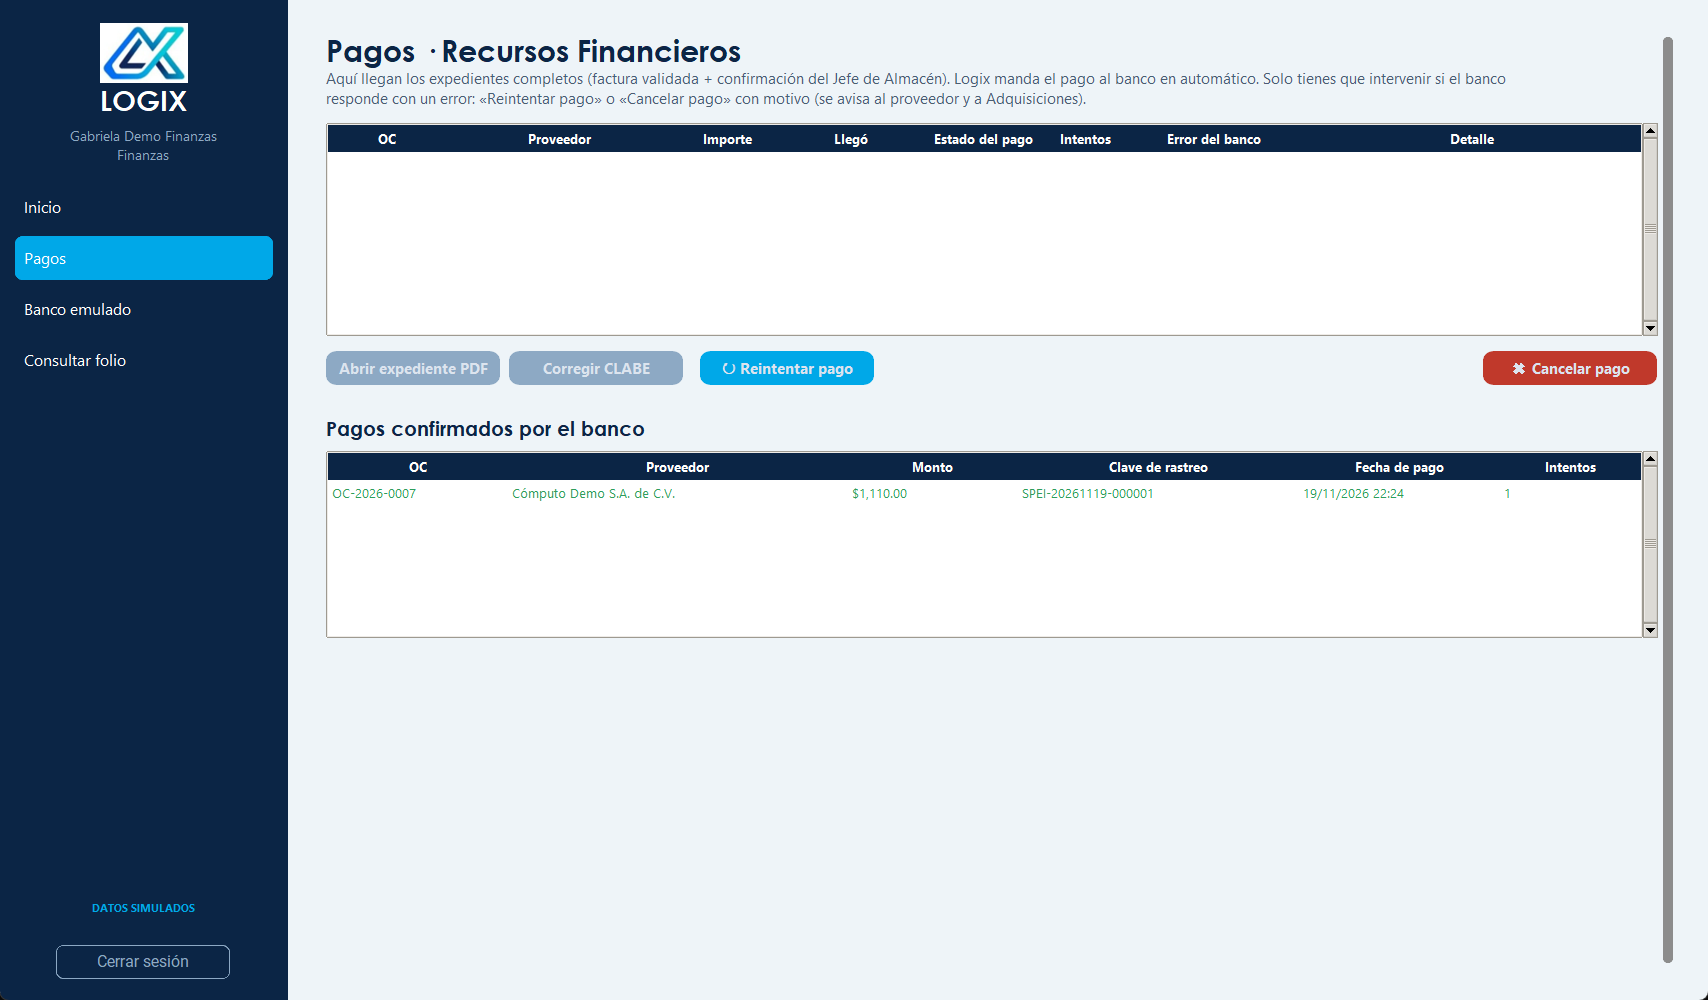 LOGIX
Gabriela Demo Finanzas
Finanzas
Inicio
Pagos
Banco emulado
Consultar folio
DATOS SIMULADOS
Cerrar sesión
Pagos · Recursos Financieros
Aquí llegan los expedientes completos (factura validada + confirmación del Jefe de Almacén). Logix manda el pago al banco en automático. Solo tienes que intervenir si el banco
responde con un error: «Reintentar pago» o «Cancelar pago» con motivo (se avisa al proveedor y a Adquisiciones).
OC Proveedor Importe Llegó Estado del pago Intentos Error del banco Detalle
Abrir expediente PDF Corregir CLABE ↻ Reintentar pago ✖ Cancelar pago
Pagos confirmados por el banco
OC Proveedor Monto Clave de rastreo Fecha de pago Intentos
OC-2026-0007 Cómputo Demo S.A. de C.V. $1,110.00 SPEI-20261119-000001 19/11/2026 22:24 1